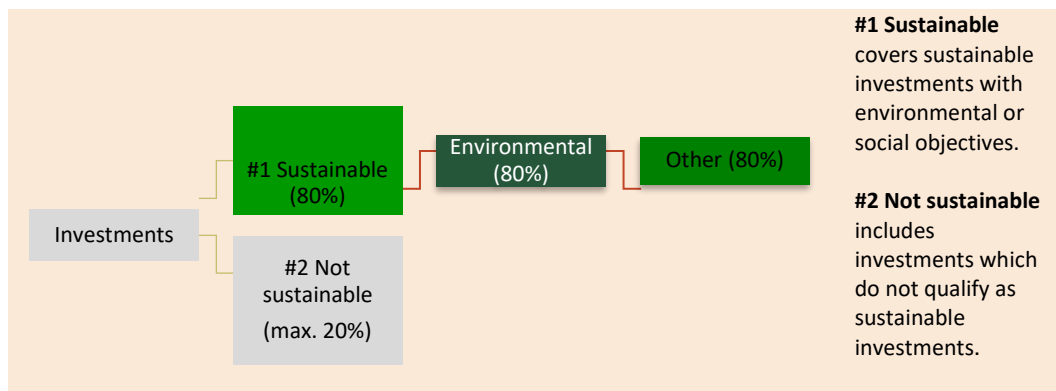 Investments
#1 Sustainable
(80%)
#2 Not
sustainable
(max. 20%)
Environmental
(80%)
Other (80%)
#1 Sustainable
covers sustainable
investments with
environmental or
social objectives.
#2 Not sustainable
includes
investments which
do not qualify as
sustainable
investments.